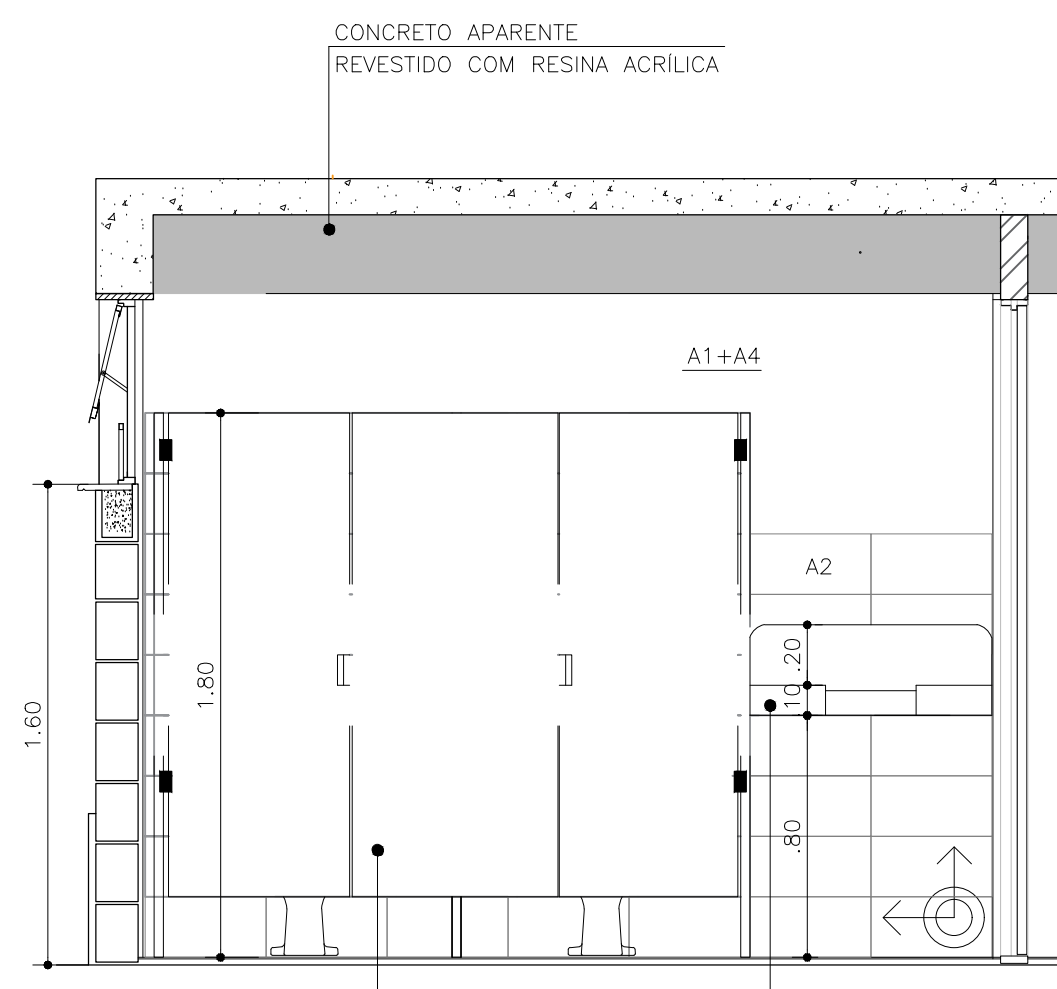 CONCRETO APARENTE
REVESTIDO COM RESINA ACRÍLICA
A1+A4
A2
.20
10
1.80
1.60
.80